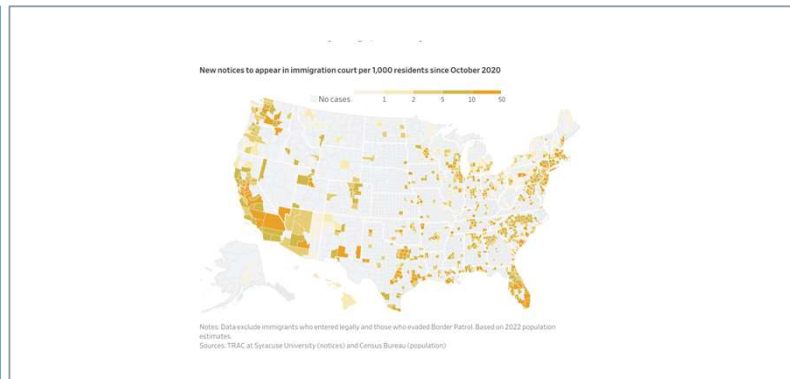 New notices to appear in immigration court per 1,000 residents since October 2020
No cases 1 2 5 10 50
Notes: Data exclude immigrants who entered legally and those who evaded Border Patrol. Based on 2022 population
estimates.
Sources: TRAC at Syracuse University (notices) and Census Bureau (population)